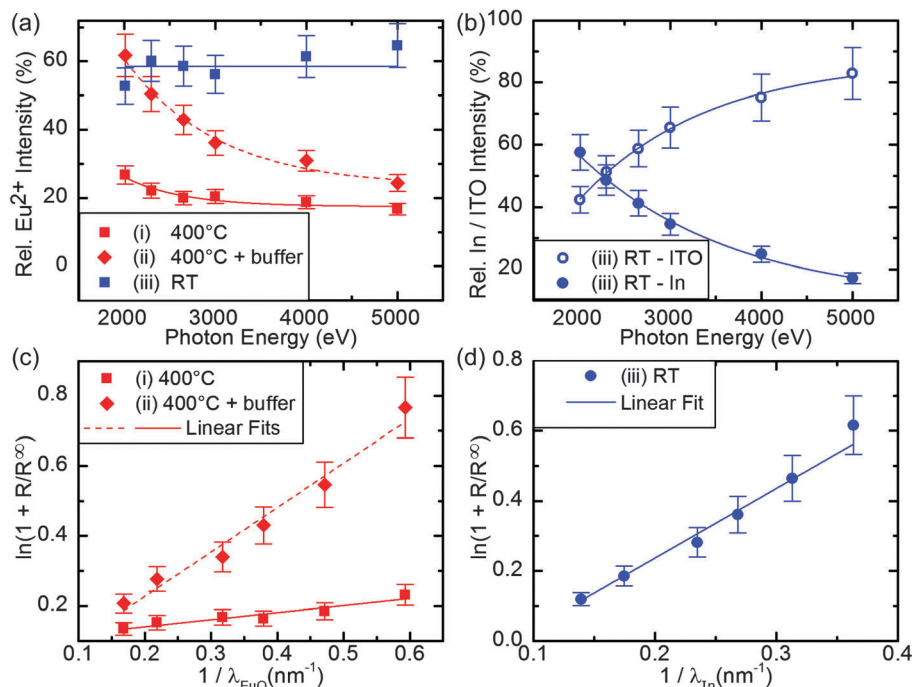 (a)
Rel. Eu²⁺ Intensity (%)
60
40
20
0
(i) 400°C
(ii) 400°C + buffer
(iii) RT
2000 3000 4000 5000
Photon Energy (eV)
(b)
Rel. In / ITO Intensity (%)
100
80
60
40
20
(iii) RT - ITO
(iii) RT - In
2000 3000 4000 5000
Photon Energy (eV)
(c)
ln(1 + R/R∞)
0.8
0.6
0.4
0.2
(i) 400°C
(ii) 400°C + buffer
Linear Fits
0.1 0.2 0.3 0.4 0.5 0.6
1 / λEuO(nm⁻¹)
(d)
ln(1 + R/R∞)
0.8
0.6
0.4
0.2
0.0
(iii) RT
Linear Fit
0.1 0.2 0.3 0.4
1 / λIn(nm⁻¹)